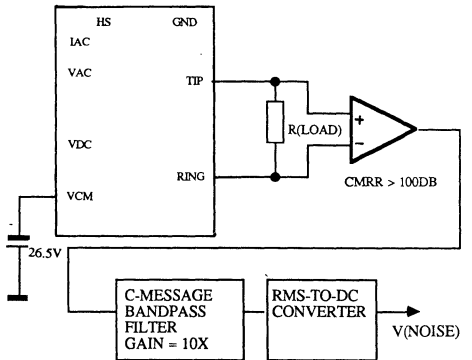 HS GND
IAC
VAC
TIP
R(LOAD)
+
−
VDC
RING
CMRR > 100DB
VCM
-
26.5V
C-MESSAGE
BANDPASS
FILTER
GAIN = 10X
RMS-TO-DC
CONVERTER
V(NOISE)